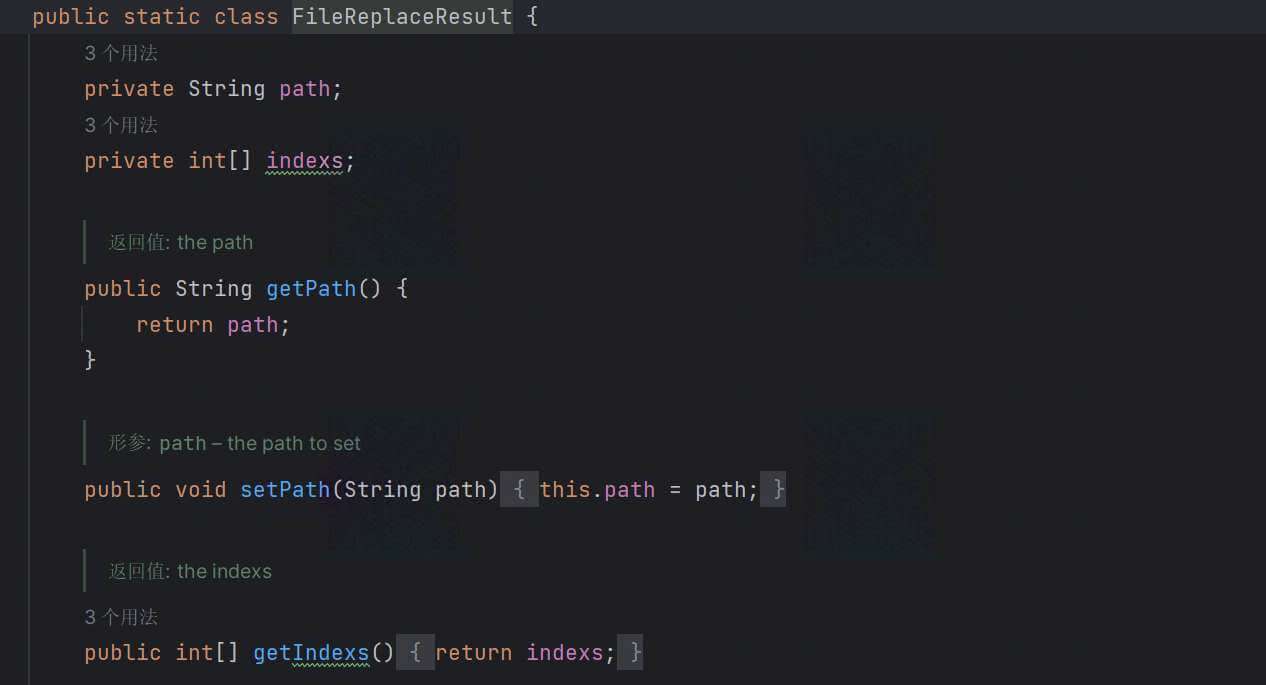 public static class FileReplaceResult {
3 个用法
private String path;
3 个用法
private int[] indexs;
返回值: the path
public String getPath() {
return path;
}
形参: path – the path to set
public void setPath(String path) { this.path = path; }
返回值: the indexs
3 个用法
public int[] getIndexs() { return indexs; }